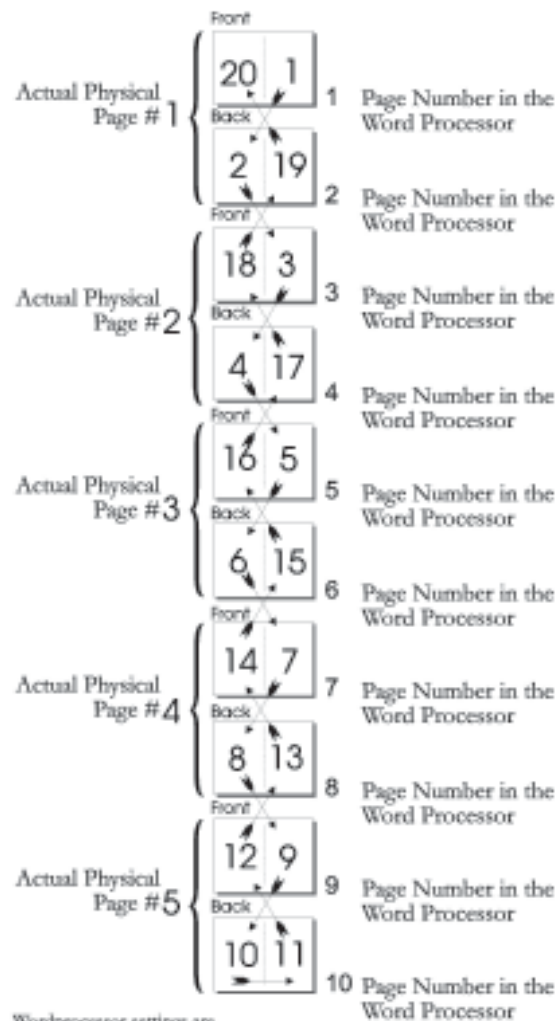 Front
20 1
Actual Physical
Page # 1
1 Page Number in the
Word Processor
Back
2 19
2 Page Number in the
Word Processor
Front
18 3
Actual Physical
Page #2
3 Page Number in the
Word Processor
Back
4 17
4 Page Number in the
Word Processor
Front
16 5
Actual Physical
Page #3
5 Page Number in the
Word Processor
Back
6 15
6 Page Number in the
Word Processor
Front
14 7
Actual Physical
Page #4
7 Page Number in the
Word Processor
Back
8 13
8 Page Number in the
Word Processor
Front
12 9
Actual Physical
Page #5
9 Page Number in the
Word Processor
Back
10 11
10 Page Number in the
Word Processor
Wordprocessor settings are